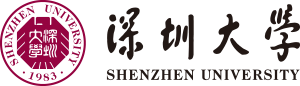 SHENZHEN UNIVERSITY
深圳大學
·1983·
深圳大学
SHENZHEN UNIVERSITY